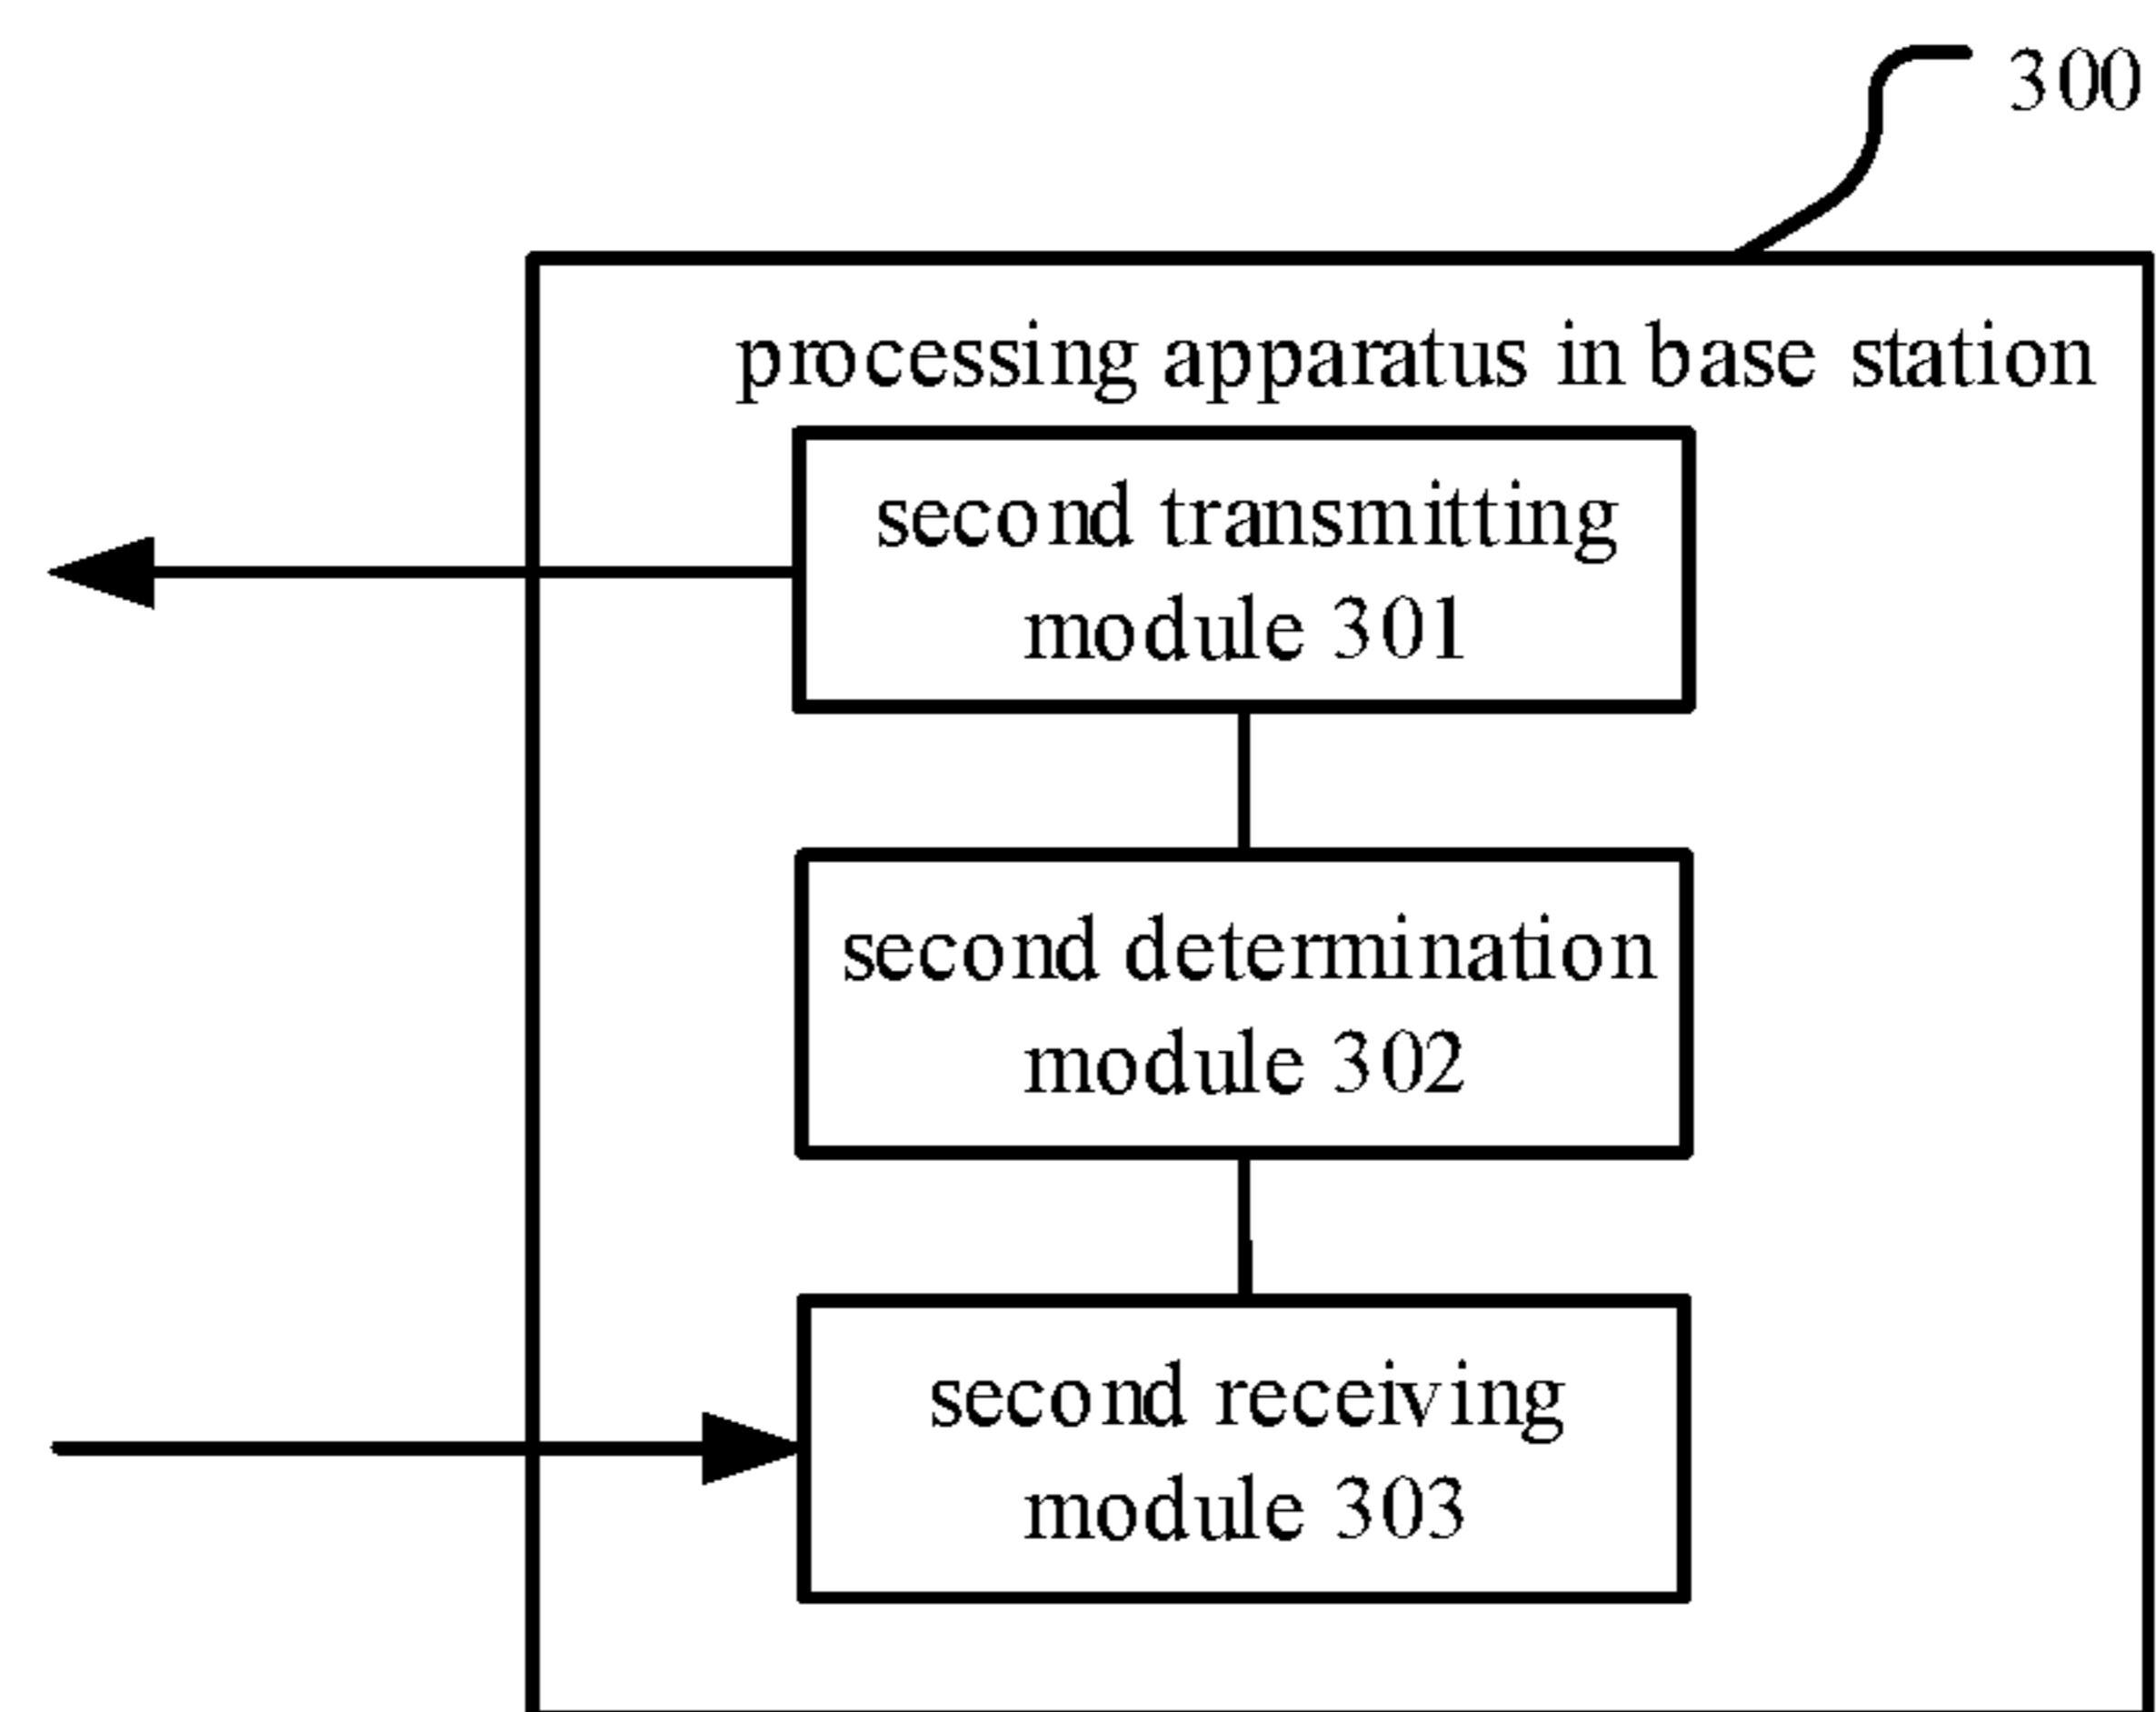 300
processing apparatus in base station
second transmitting
module 301
second determination
module 302
second receiving
module 303